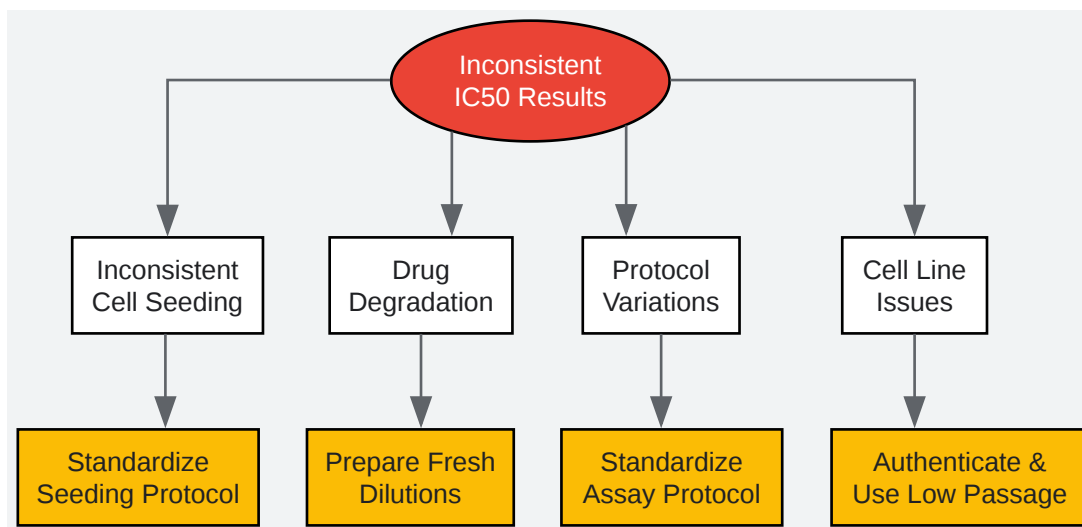 Inconsistent
IC50 Results
Inconsistent
Cell Seeding
Drug
Degradation
Protocol
Variations
Cell Line
Issues
Standardize
Seeding Protocol
Prepare Fresh
Dilutions
Standardize
Assay Protocol
Authenticate &
Use Low Passage